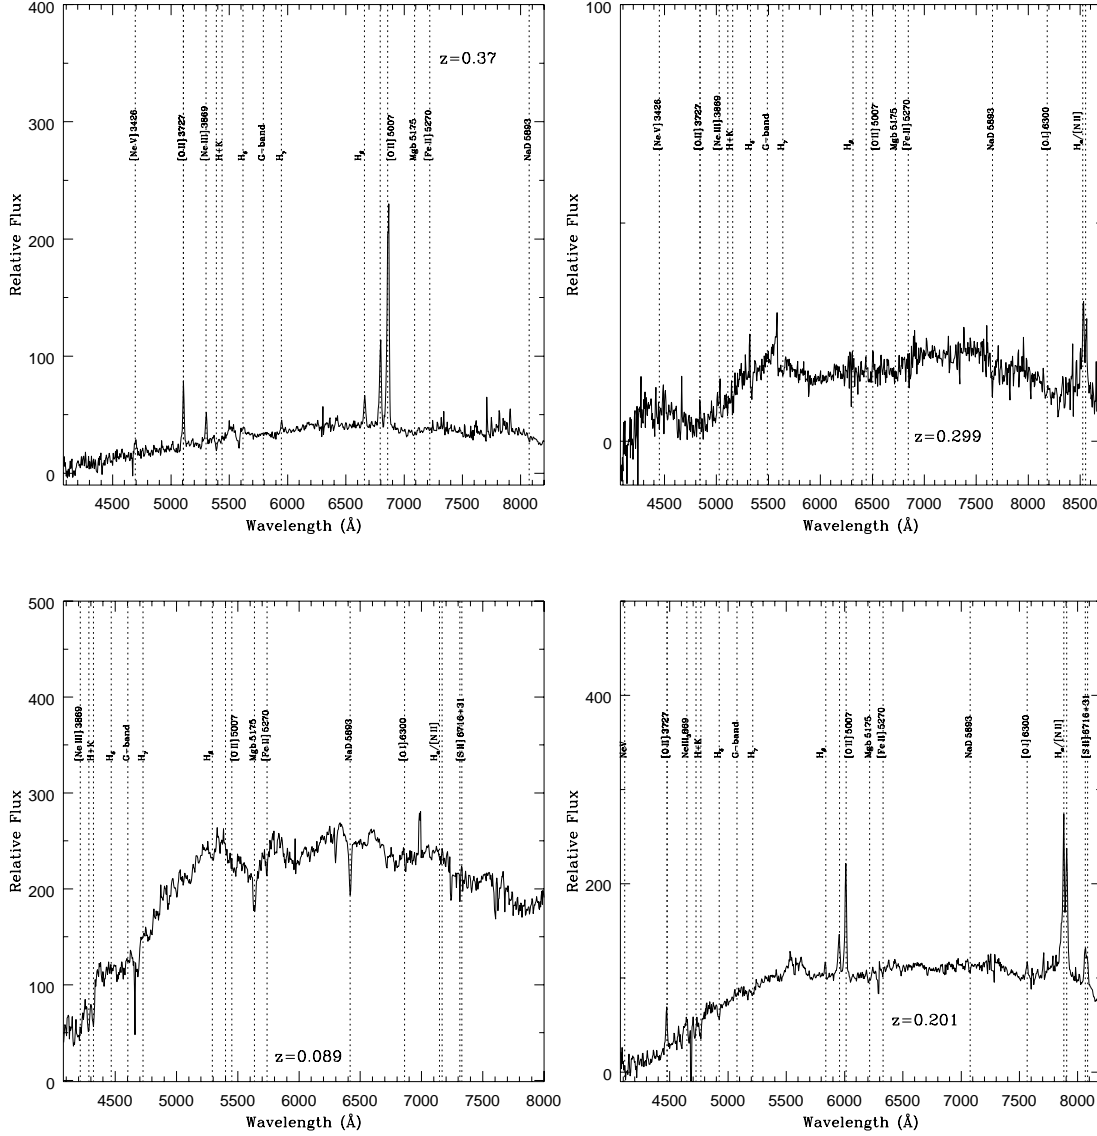 400
300
200
100
0
Relative Flux
z=0.37
[Ne V] 3426
[O II] 3727
[Ne III] 3869
H+K
Hδ
G-band
Hγ
Hβ
[O III] 5007
Mgb 5175
[Fe II] 5270
NaD 5893
4500 5000 5500 6000 6500 7000 7500 8000
Wavelength (Å)
100
0
Relative Flux
z=0.299
[Ne V] 3426
[O II] 3727
[Ne III] 3869
H+K
Hδ
G-band
Hγ
Hβ
[O III] 5007
Mgb 5175
[Fe II] 5270
NaD 5893
[O I] 6300
Hα/[N II]
4500 5000 5500 6000 6500 7000 7500 8000 8500
Wavelength (Å)
500
400
300
200
100
0
Relative Flux
z=0.089
[Ne III] 3869
H+K
Hδ
G-band
Hγ
Hβ
[O III] 5007
Mgb 5175
[Fe II] 5270
NaD 5893
[O I] 6300
Hα/[N II]
[S II] 6716+31
4500 5000 5500 6000 6500 7000 7500 8000
Wavelength (Å)
400
200
0
Relative Flux
z=0.201
NeV
[O II] 3727
H+K
Hδ
G-band
Hγ
Hβ
[O III] 5007
Mgb 5175
[Fe II] 5270
NaD 5893
[O I] 6300
Hα/[N II]
[S II] 6716+31
4500 5000 5500 6000 6500 7000 7500 8000
Wavelength (Å)